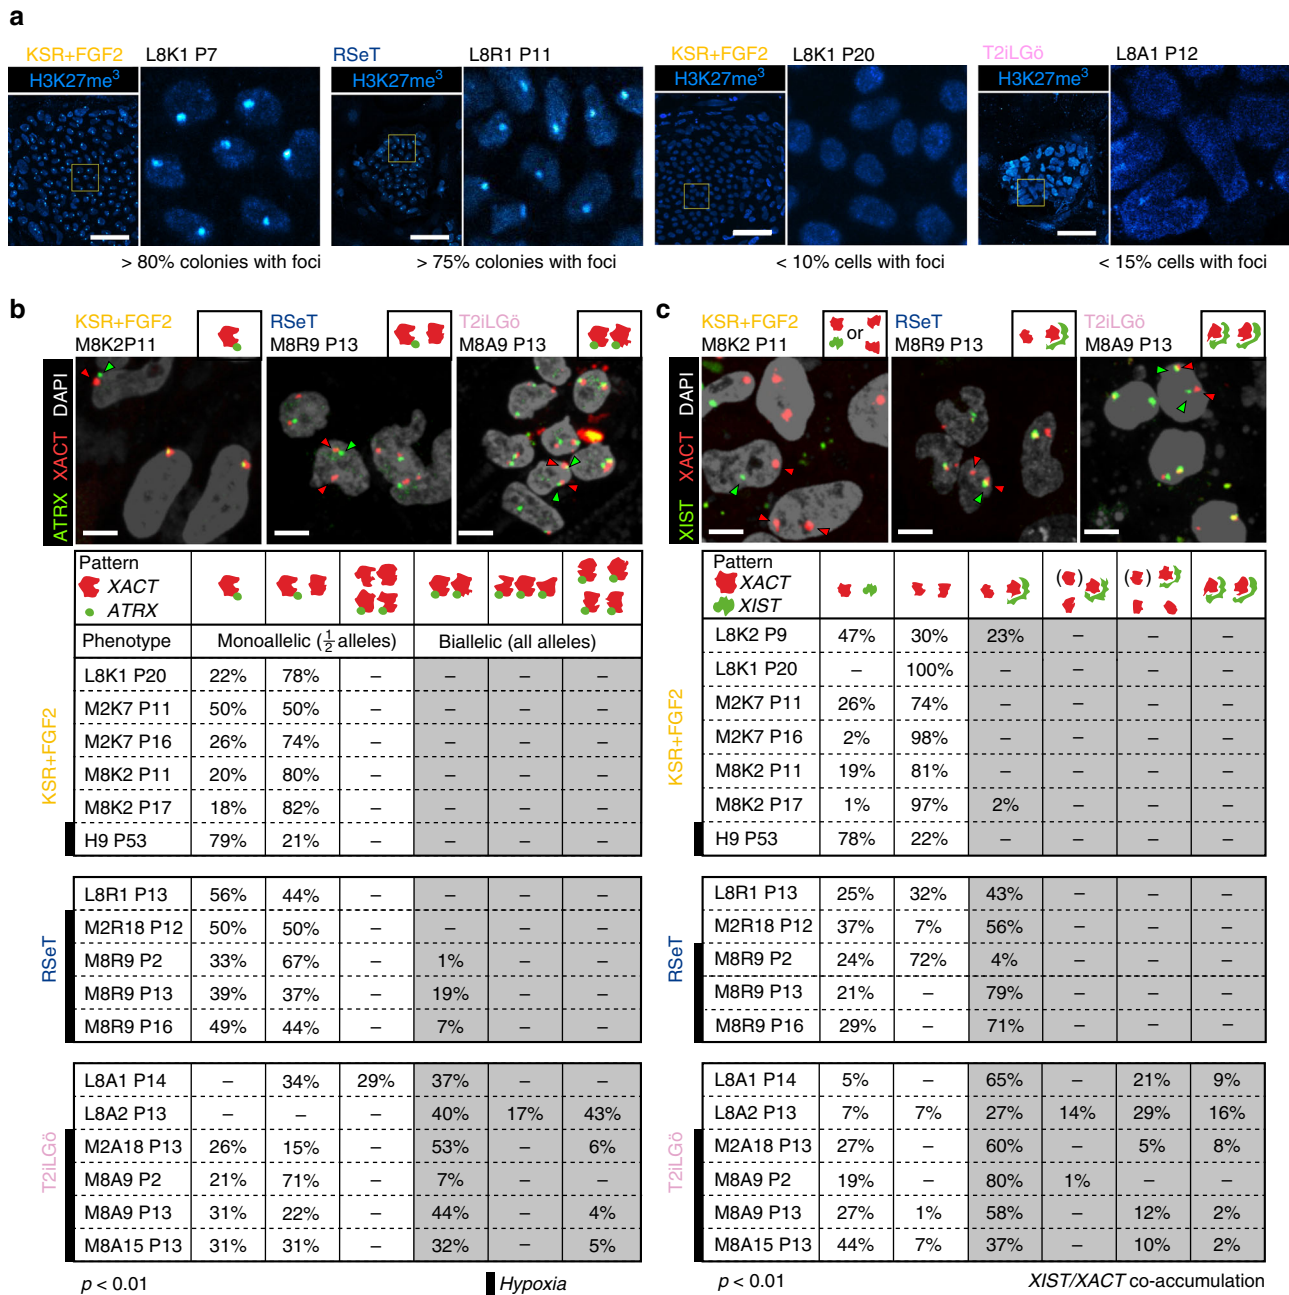 a
KSR+FGF2 L8K1 P7 RSeT L8R1 P11 KSR+FGF2 L8K1 P20 T2iLGö L8A1 P12
H3K27me3 H3K27me3 H3K27me3 H3K27me3
> 80% colonies with foci > 75% colonies with foci < 10% cells with foci < 15% cells with foci
b
KSR+FGF2 RSeT T2iLGö
M8K2P11 M8R9 P13 M8A9 P13
ATRX XACT DAPI
Pattern
XACT
ATRX
Phenotype Monoallelic (1/2 alleles) Biallelic (all alleles)
KSR+FGF2
L8K1 P20 22% 78% – – – –
M2K7 P11 50% 50% – – – –
M2K7 P16 26% 74% – – – –
M8K2 P11 20% 80% – – – –
M8K2 P17 18% 82% – – – –
H9 P53 79% 21% – – – –
RSeT
L8R1 P13 56% 44% – – – –
M2R18 P12 50% 50% – – – –
M8R9 P2 33% 67% – 1% – –
M8R9 P13 39% 37% – 19% – –
M8R9 P16 49% 44% – 7% – –
T2iLGö
L8A1 P14 – 34% 29% 37% – –
L8A2 P13 – – – 40% 17% 43%
M2A18 P13 26% 15% – 53% – 6%
M8A9 P2 21% 71% – 7% – –
M8A9 P13 31% 22% – 44% – 4%
M8A15 P13 31% 31% – 32% – 5%
p < 0.01 Hypoxia
c
KSR+FGF2 RSeT T2iLGö
M8K2 P11 or M8R9 P13 M8A9 P13
XIST XACT DAPI
Pattern
XACT
XIST
( ) ( )
KSR+FGF2
L8K2 P9 47% 30% 23% – – –
L8K1 P20 – 100% – – – –
M2K7 P11 26% 74% – – – –
M2K7 P16 2% 98% – – – –
M8K2 P11 19% 81% – – – –
M8K2 P17 1% 97% 2% – – –
H9 P53 78% 22% – – – –
RSeT
L8R1 P13 25% 32% 43% – – –
M2R18 P12 37% 7% 56% – – –
M8R9 P2 24% 72% 4% – – –
M8R9 P13 21% – 79% – – –
M8R9 P16 29% – 71% – – –
T2iLGö
L8A1 P14 5% – 65% – 21% 9%
L8A2 P13 7% 7% 27% 14% 29% 16%
M2A18 P13 27% – 60% – 5% 8%
M8A9 P2 19% – 80% 1% – –
M8A9 P13 27% 1% 58% – 12% 2%
M8A15 P13 44% 7% 37% – 10% 2%
p < 0.01 XIST/XACT co-accumulation